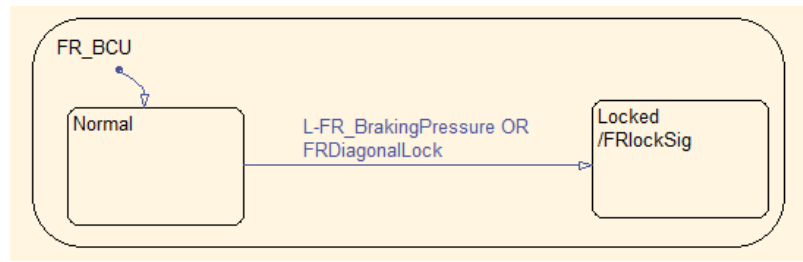 FR_BCU
Normal
L-FR_BrakingPressure OR
FRDiagonalLock
Locked
/FRlockSig